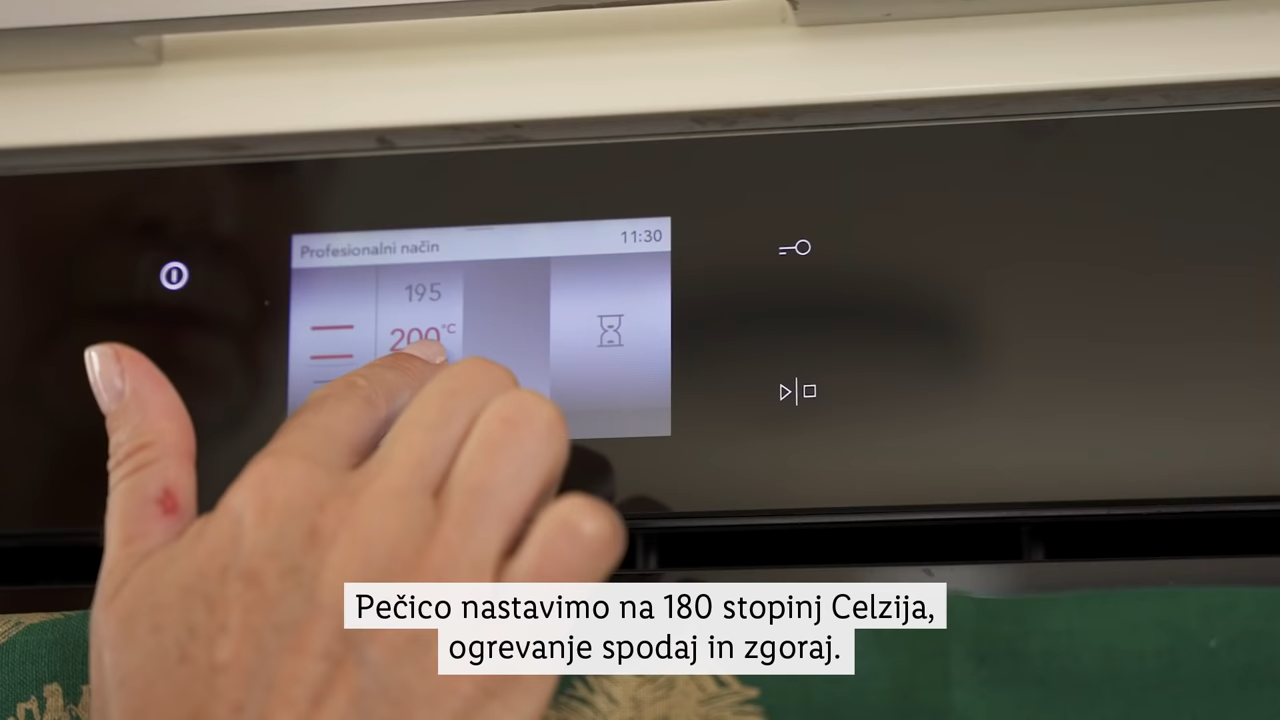 Profesionalni način
11:30
195
200°C
Pečico nastavimo na 180 stopinj Celzija,
ogrevanje spodaj in zgoraj.